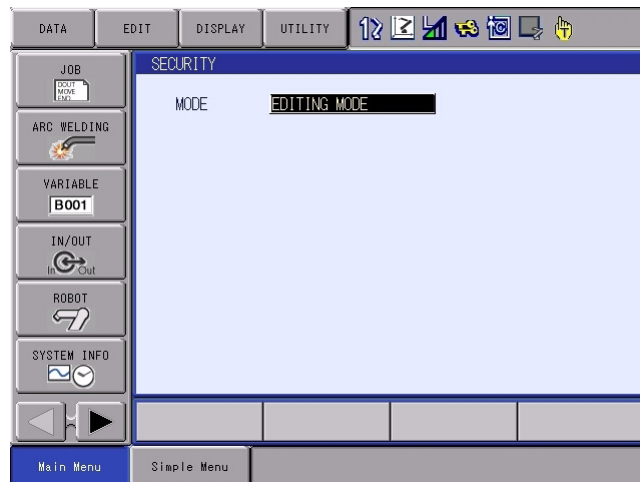 DATA
EDIT
DISPLAY
UTILITY
JOB
DOUT
MOVE
END
ARC WELDING
VARIABLE
B001
IN/OUT
In
Out
ROBOT
SYSTEM INFO
SECURITY
MODE
EDITING MODE
Main Menu
Simple Menu